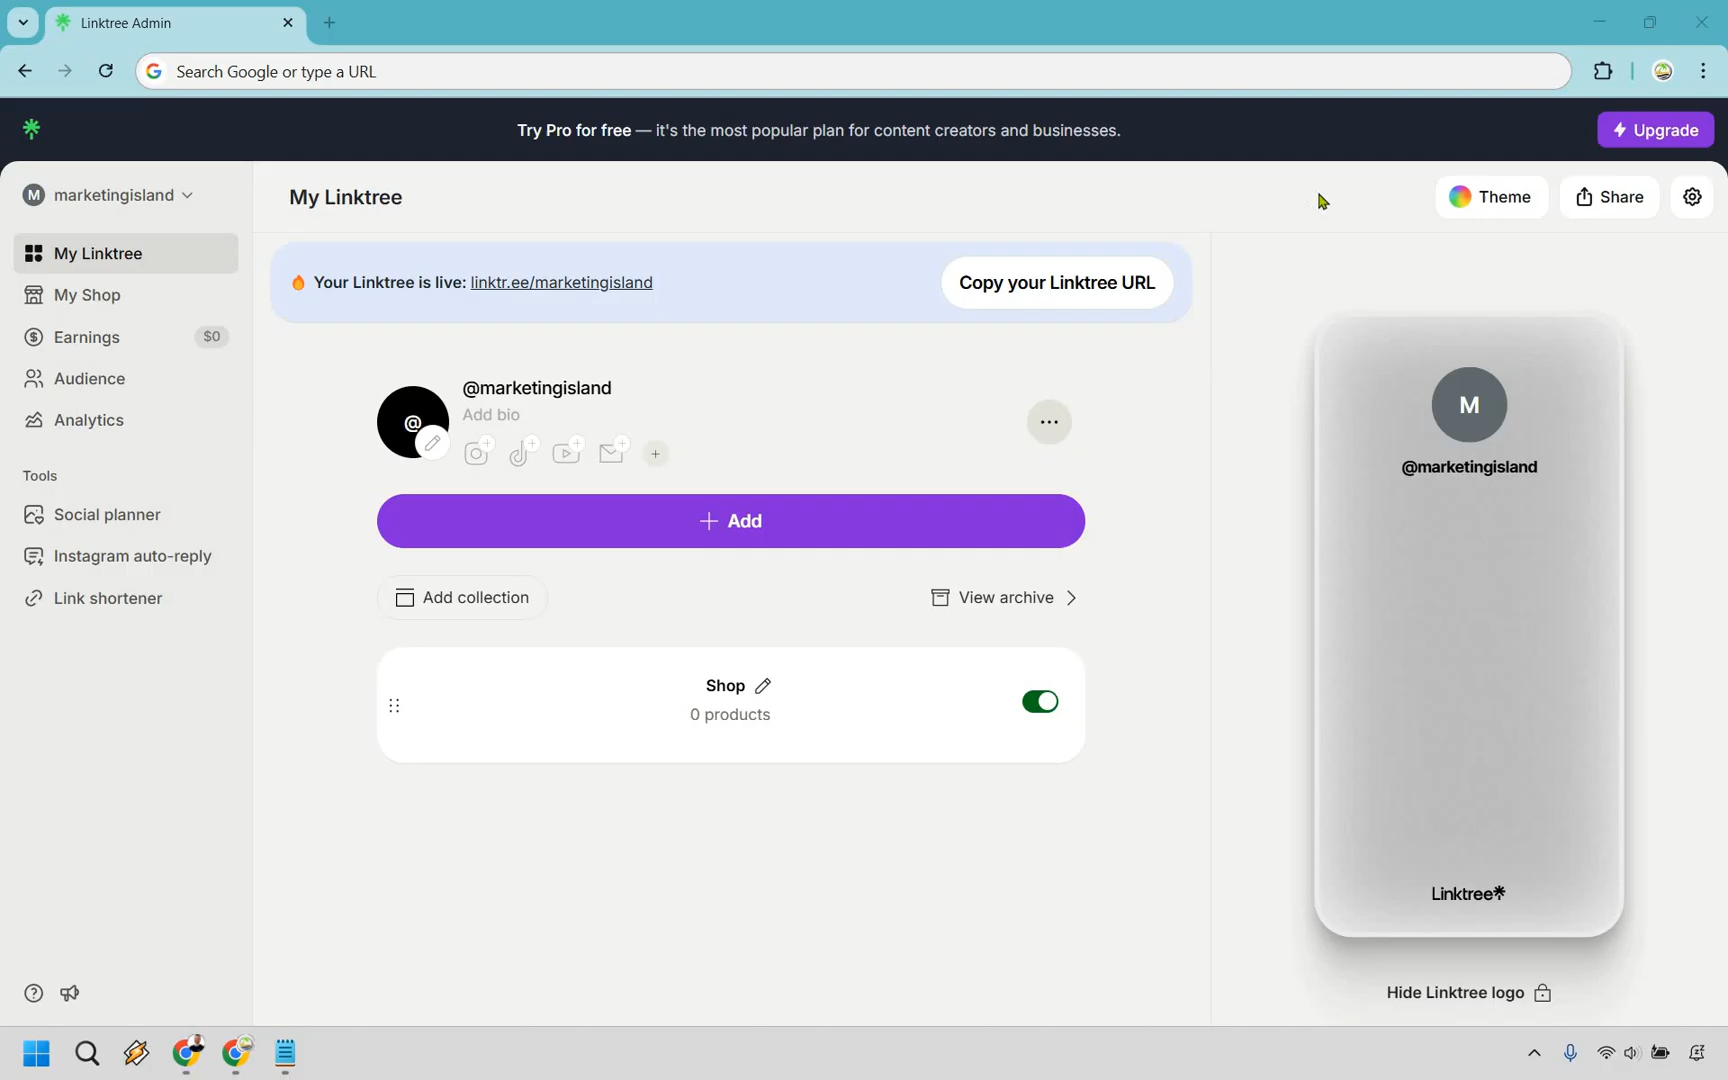 Linktree Admin
Search Google or type a URL
Try Pro for free — it's the most popular plan for content creators and businesses.
Upgrade
M marketingisland
My Linktree
Theme
Share
My Linktree
My Shop
Earnings $0
Audience
Analytics
Tools
Social planner
Instagram auto-reply
Link shortener
Your Linktree is live: linktr.ee/marketingisland
Copy your Linktree URL
@
@marketingisland
Add bio
Add
Add collection
View archive
Shop
0 products
M
@marketingisland
Linktree
Hide Linktree logo